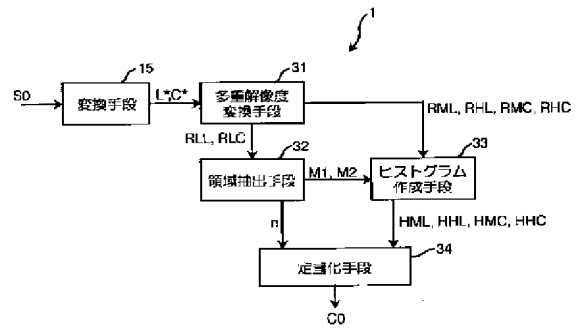 1
15
31
S0
変換手段
L*,C*
多重解像度
変換手段
RML, RHL, RMC, RHC
RLL, RLC
32
33
領域抽出手段
M1, M2
ヒストグラム
作成手段
n
HML, HHL, HMC, HHC
34
定量化手段
C0